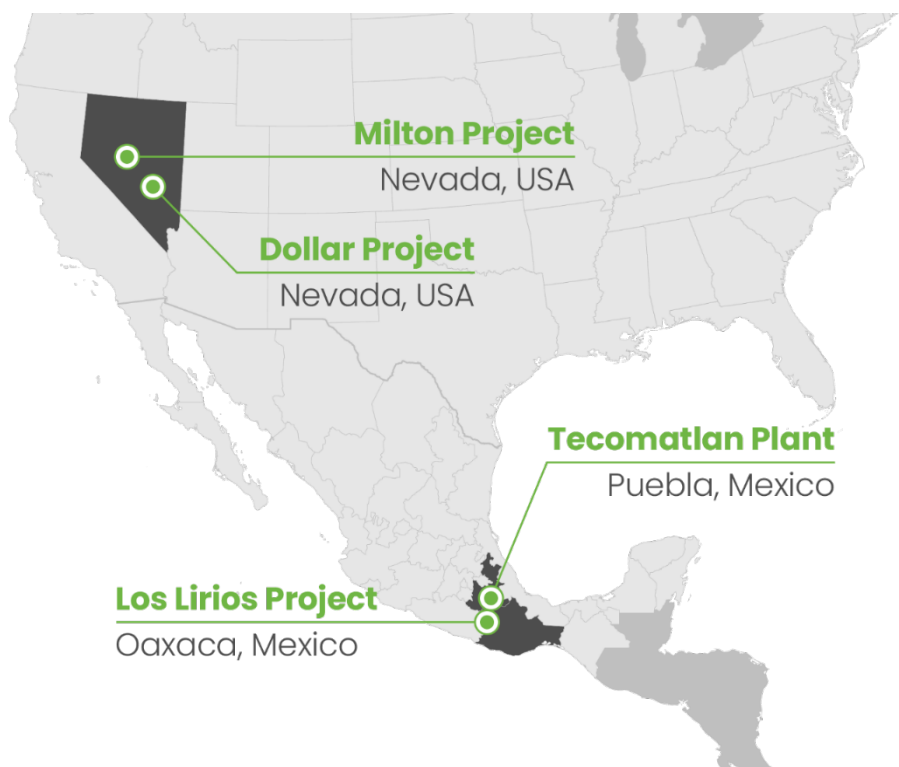 Milton Project
Nevada, USA
Dollar Project
Nevada, USA
Tecomatlan Plant
Puebla, Mexico
Los Lirios Project
Oaxaca, Mexico